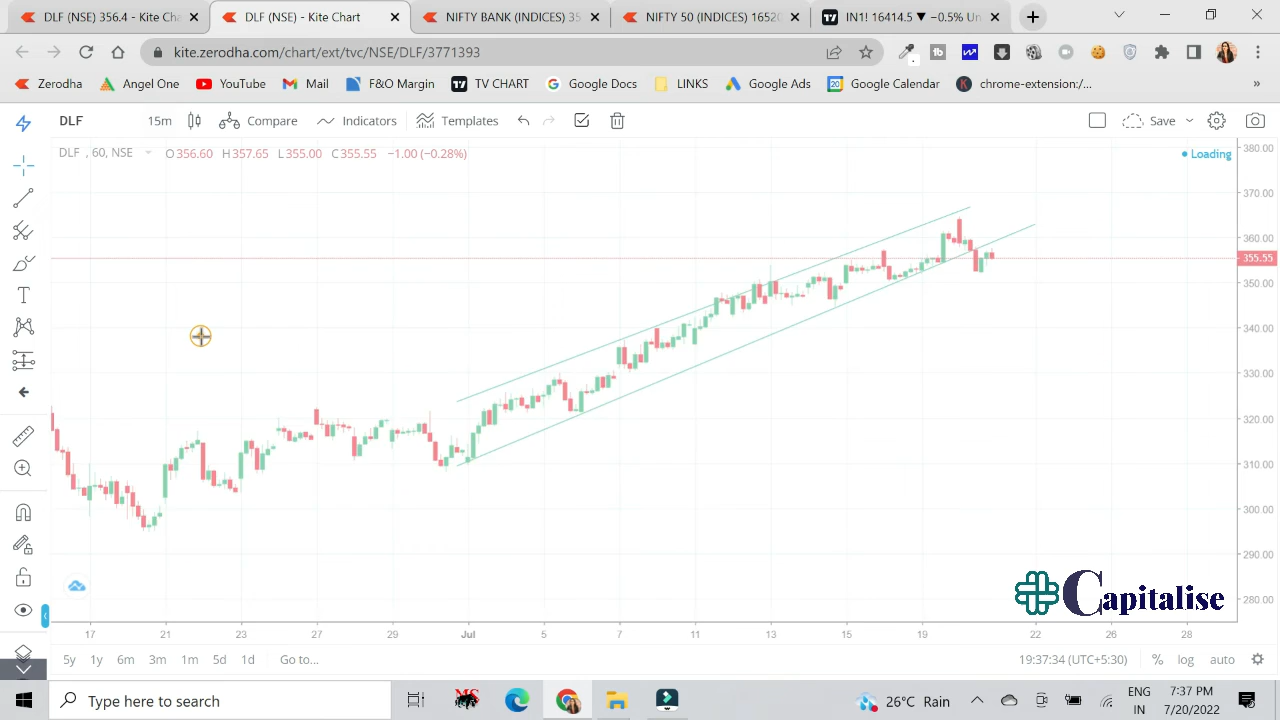 DLF (NSE) 356.4 - Kite Cha
DLF (NSE) - Kite Chart
NIFTY BANK (INDICES) 35
NIFTY 50 (INDICES) 1652
IN1! 16414.5 ▼ −0.5% Un
kite.zerodha.com/chart/ext/tvc/NSE/DLF/3771393
Zerodha Angel One YouTube Mail F&O Margin TV CHART Google Docs LINKS Google Ads Google Calendar chrome-extension:/... »
DLF 15m Compare Indicators Templates Save
DLF , 60, NSE O356.60 H357.65 L355.00 C355.55 −1.00 (−0.28%)
Loading
380.00
370.00
360.00
355.55
350.00
340.00
330.00
320.00
310.00
300.00
290.00
280.00
Capitalise
17 21 23 27 29 Jul 5 7 11 13 15 19 22 26 28
5y 1y 6m 3m 1m 5d 1d Go to... 19:37:34 (UTC+5:30) % log auto
Type here to search
26°C Rain
ENG
IN
7:37 PM
7/20/2022